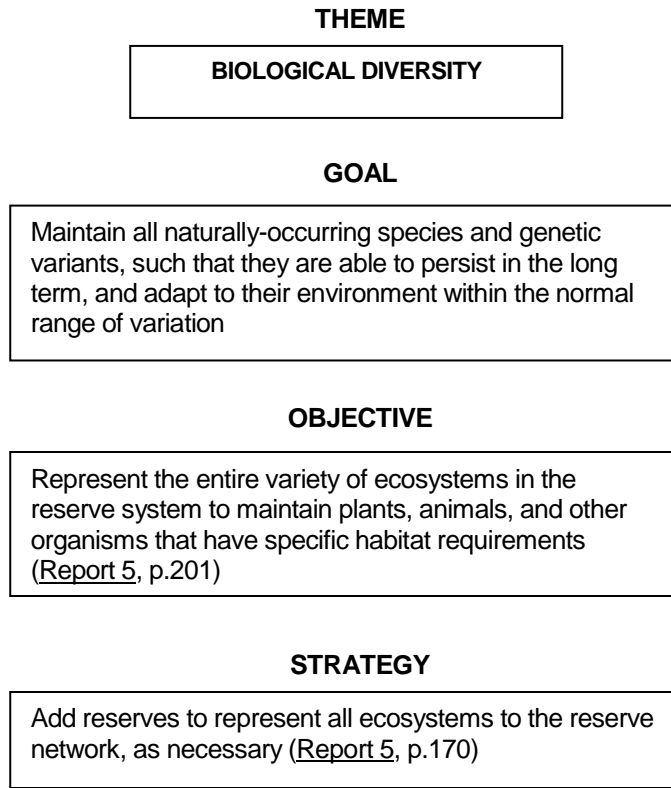 THEME
BIOLOGICAL DIVERSITY
GOAL
Maintain all naturally-occurring species and genetic
variants, such that they are able to persist in the long
term, and adapt to their environment within the normal
range of variation
OBJECTIVE
Represent the entire variety of ecosystems in the
reserve system to maintain plants, animals, and other
organisms that have specific habitat requirements
(Report 5, p.201)
STRATEGY
Add reserves to represent all ecosystems to the reserve
network, as necessary (Report 5, p.170)